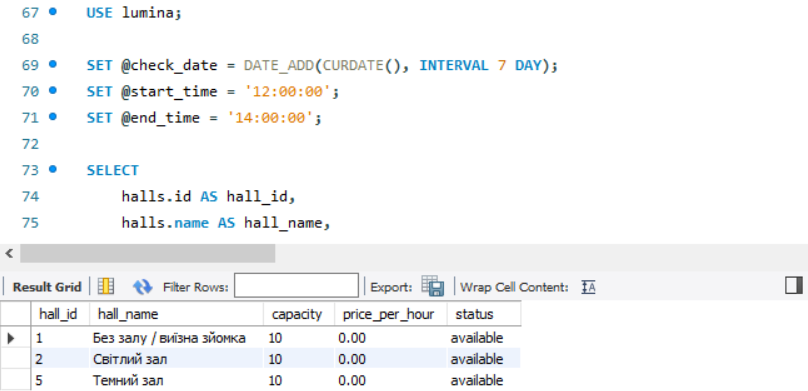 67 USE lumina;
68
69 SET @check_date = DATE_ADD(CURDATE(), INTERVAL 7 DAY);
70 SET @start_time = '12:00:00';
71 SET @end_time = '14:00:00';
72
73 SELECT
74 halls.id AS hall_id,
75 halls.name AS hall_name,
Result Grid Filter Rows: Export: Wrap Cell Content: IA
hall_id hall_name capacity price_per_hour status
1 Без залу / виїзна зйомка 10 0.00 available
2 Світлий зал 10 0.00 available
5 Темний зал 10 0.00 available